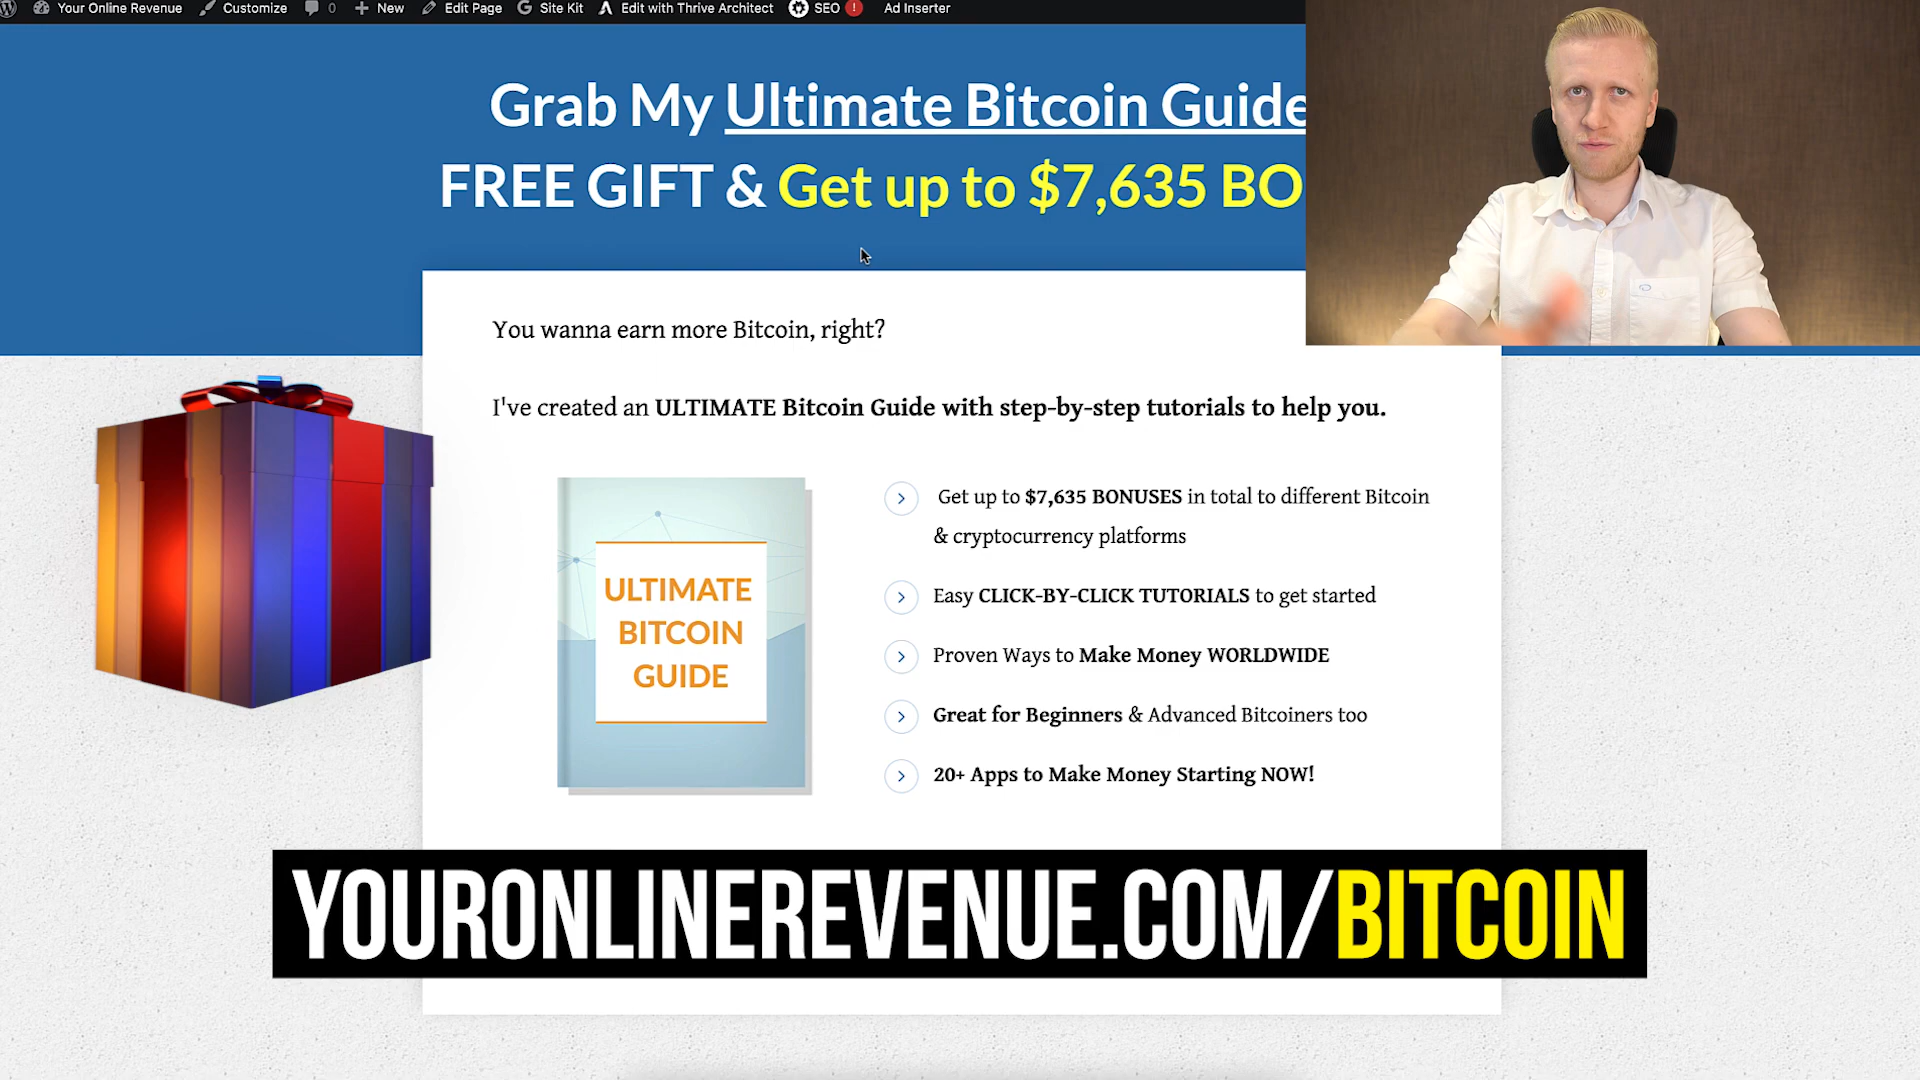 Your Online Revenue Customize 0 New Edit Page Site Kit Edit with Thrive Architect SEO ! Ad Inserter
Grab My Ultimate Bitcoin Guide
FREE GIFT & Get up to $7,635 BO
You wanna earn more Bitcoin, right?
I've created an ULTIMATE Bitcoin Guide with step-by-step tutorials to help you.
ULTIMATE
BITCOIN
GUIDE
Get up to $7,635 BONUSES in total to different Bitcoin
& cryptocurrency platforms
Easy CLICK-BY-CLICK TUTORIALS to get started
Proven Ways to Make Money WORLDWIDE
Great for Beginners & Advanced Bitcoiners too
20+ Apps to Make Money Starting NOW!
YOURONLINEREVENUE.COM/BITCOIN